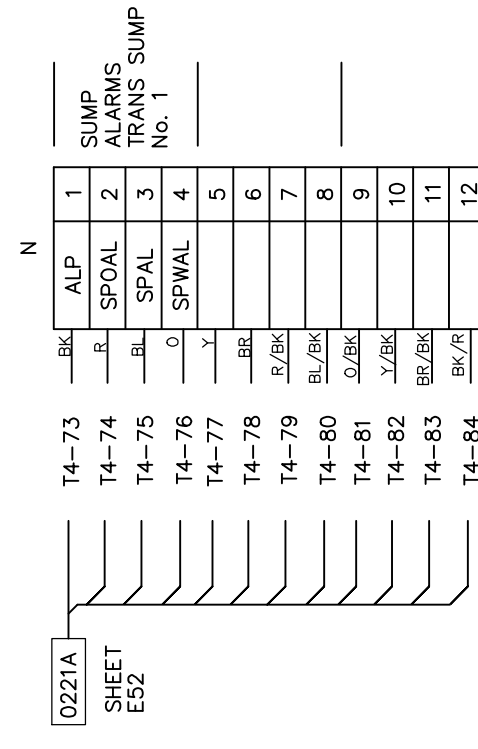 N
SUMP
ALARMS
TRANS SUMP
No. 1
0221A
SHEET
E52
T4-73 BK ALP 1
T4-74 R SPOAL 2
T4-75 BL SPAL 3
T4-76 O SPWAL 4
T4-77 Y 5
T4-78 BR 6
T4-79 R/BK 7
T4-80 BL/BK 8
T4-81 O/BK 9
T4-82 Y/BK 10
T4-83 BR/BK 11
T4-84 BK/R 12